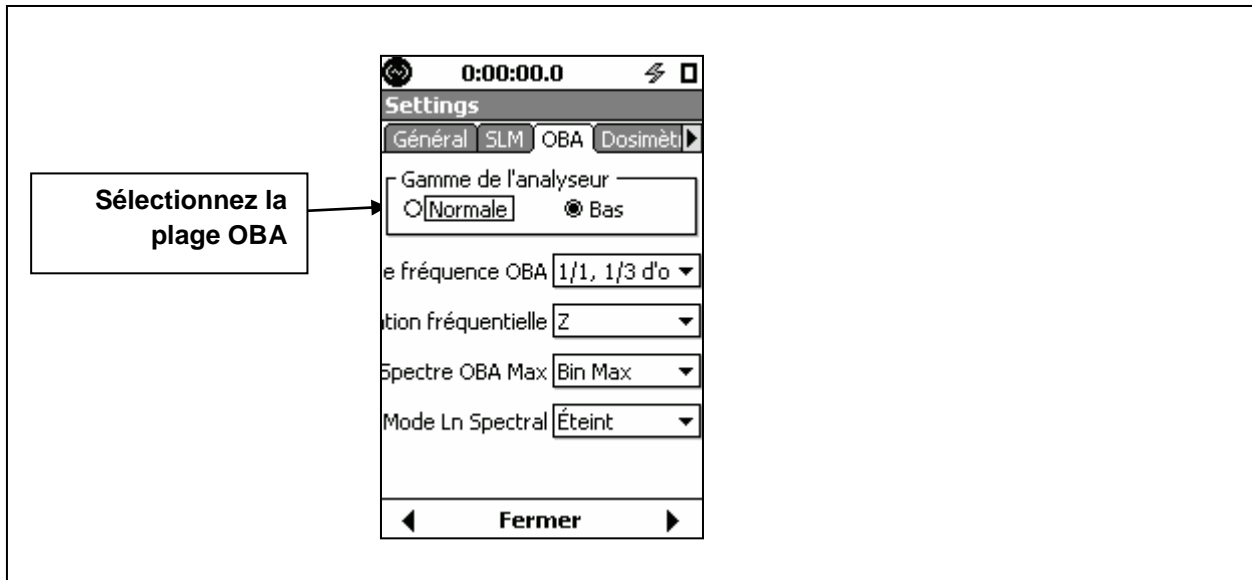 0:00:00.0
Settings
Général SLM OBA Dosimèt
Sélectionnez la
plage OBA
Gamme de l'analyseur
Normale Bas
e fréquence OBA 1/1, 1/3 d'o
tion fréquentielle Z
Spectre OBA Max Bin Max
Mode Ln Spectral Éteint
Fermer